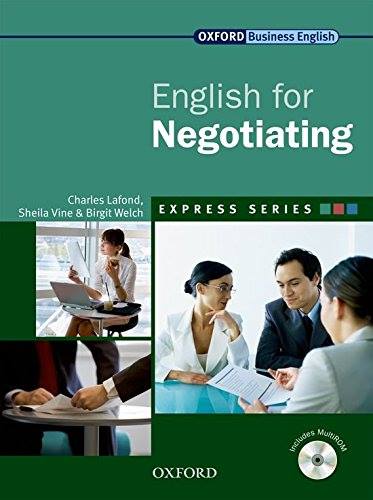 OXFORD Business English
English for
Negotiating
Charles Lafond,
Sheila Vine & Birgit Welch
EXPRESS SERIES
Includes MultiROM
OXFORD